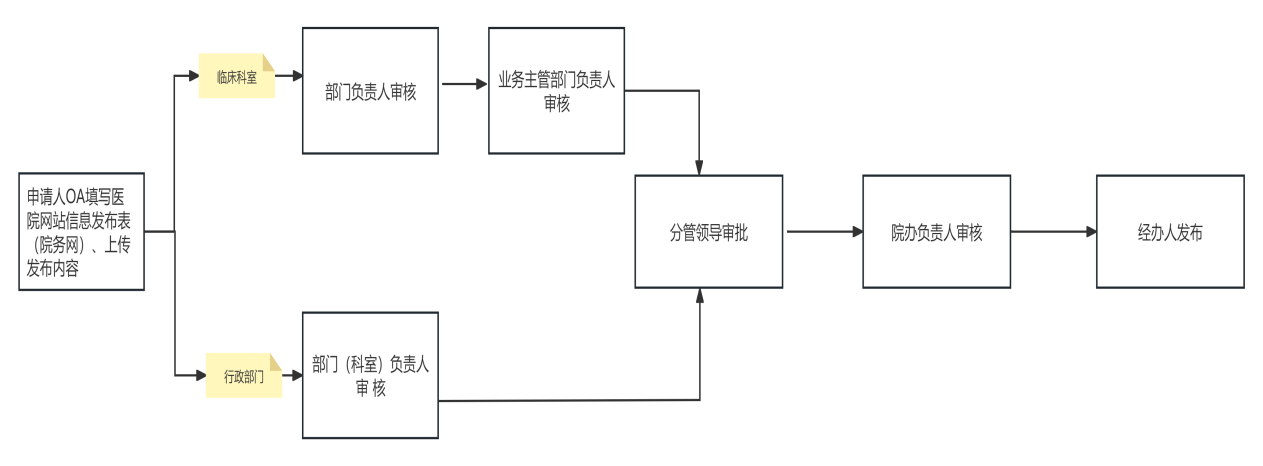 临床科室
部门负责人审核
业务主管部门负责人
审核
申请人OA填写医
院网站信息发布表
（院务网）、上传
发布内容
分管领导审批
院办负责人审核
经办人发布
行政部门
部门（科室）负责人
审 核